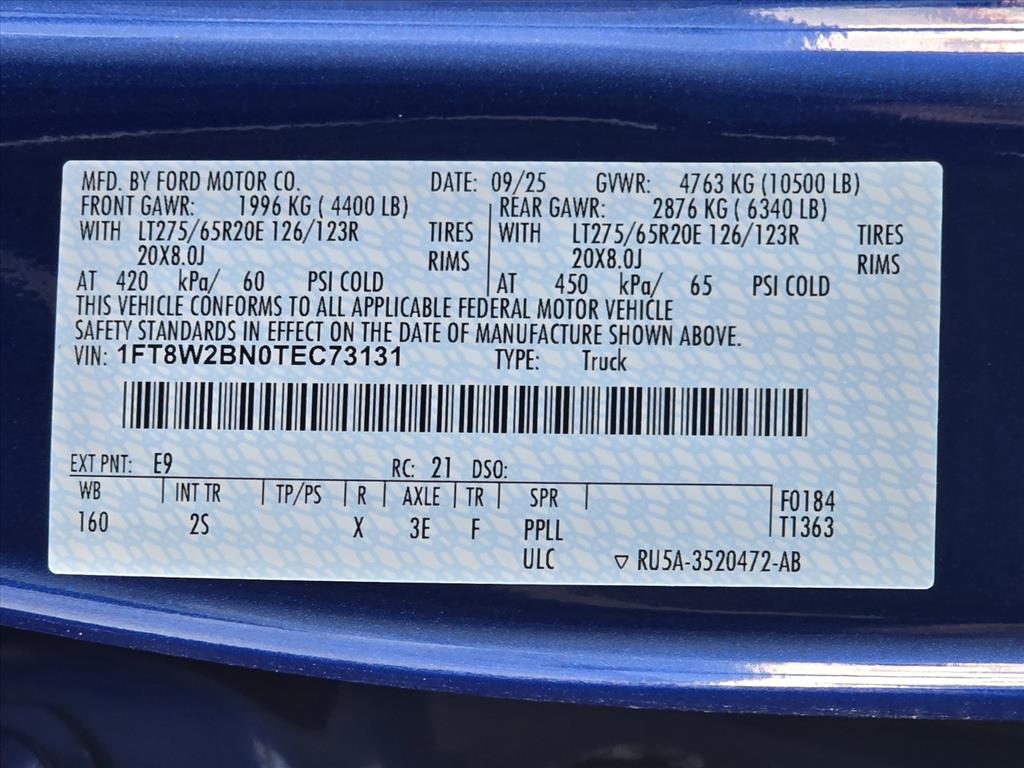 MFD. BY FORD MOTOR CO. DATE: 09/25 GVWR: 4763 KG (10500 LB)
FRONT GAWR: 1996 KG ( 4400 LB) REAR GAWR: 2876 KG ( 6340 LB)
WITH LT275/65R20E 126/123R TIRES WITH LT275/65R20E 126/123R TIRES
20X8.0J RIMS 20X8.0J RIMS
AT 420 kPa/ 60 PSI COLD AT 450 kPa/ 65 PSI COLD
THIS VEHICLE CONFORMS TO ALL APPLICABLE FEDERAL MOTOR VEHICLE
SAFETY STANDARDS IN EFFECT ON THE DATE OF MANUFACTURE SHOWN ABOVE.
VIN: 1FT8W2BN0TEC73131 TYPE: Truck
EXT PNT: E9 RC: 21 DSO:
WB INT TR TP/PS R AXLE TR SPR F0184
160 2S X 3E F PPLL T1363
ULC ▽ RU5A-3520472-AB